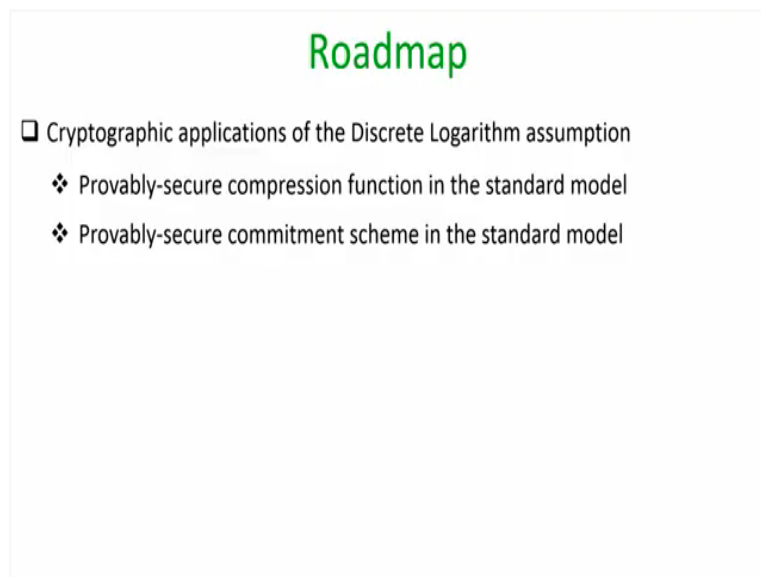 Roadmap
Cryptographic applications of the Discrete Logarithm assumption
Provably-secure compression function in the standard model
Provably-secure commitment scheme in the standard model